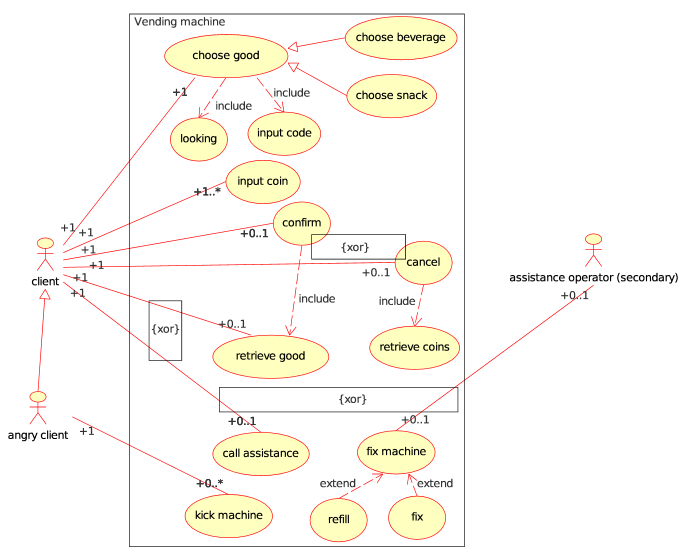 Vending machine
choose beverage
choose good
+1
include
include
choose snack
looking
input code
input coin
+1..*
+1
+1
confirm
+0..1
+1
{xor}
cancel
+1
+0..1
client
assistance operator (secondary)
+1
+0..1
+1
include
include
+0..1
{xor}
retrieve good
retrieve coins
{xor}
+0..1
+0..1
angry client
+1
call assistance
fix machine
+0..*
extend
extend
kick machine
refill
fix